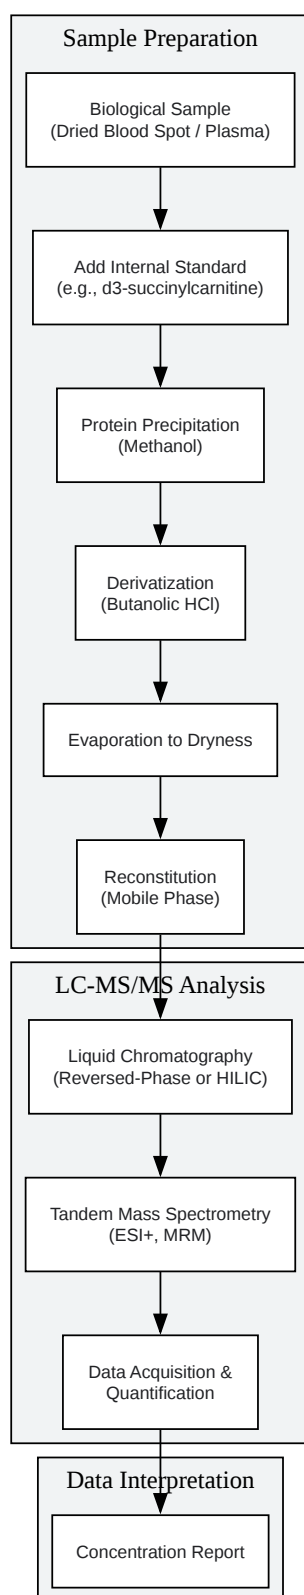 Sample Preparation
Biological Sample
(Dried Blood Spot / Plasma)
Add Internal Standard
(e.g., d3-succinylcarnitine)
Protein Precipitation
(Methanol)
Derivatization
(Butanolic HCl)
Evaporation to Dryness
Reconstitution
(Mobile Phase)
LC-MS/MS Analysis
Liquid Chromatography
(Reversed-Phase or HILIC)
Tandem Mass Spectrometry
(ESI+, MRM)
Data Acquisition &
Quantification
Data Interpretation
Concentration Report